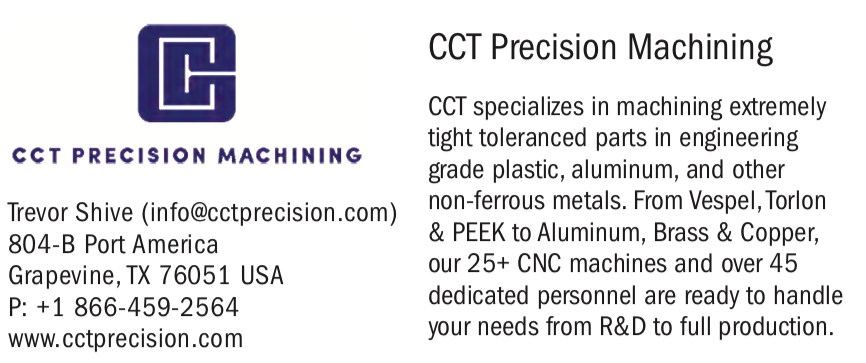 CCT PRECISION MACHINING
Trevor Shive (info@cctprecision.com)
804-B Port America
Grapevine, TX 76051 USA
P: +1 866-459-2564
www.cctprecision.com
CCT Precision Machining
CCT specializes in machining extremely
tight toleranced parts in engineering
grade plastic, aluminum, and other
non-ferrous metals. From Vespel, Torlon
& PEEK to Aluminum, Brass & Copper,
our 25+ CNC machines and over 45
dedicated personnel are ready to handle
your needs from R&D to full production.